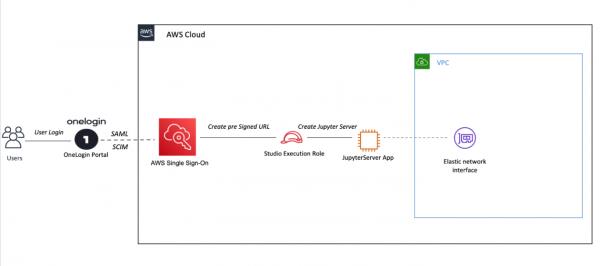 aws
AWS Cloud
VPC
onelogin
User Login
1
SAML
SCIM
Users
OneLogin Portal
Create pre Signed URL
Create Jupyter Server
AWS Single Sign-On
Studio Execution Role
JupyterServer App
Elastic network
interface